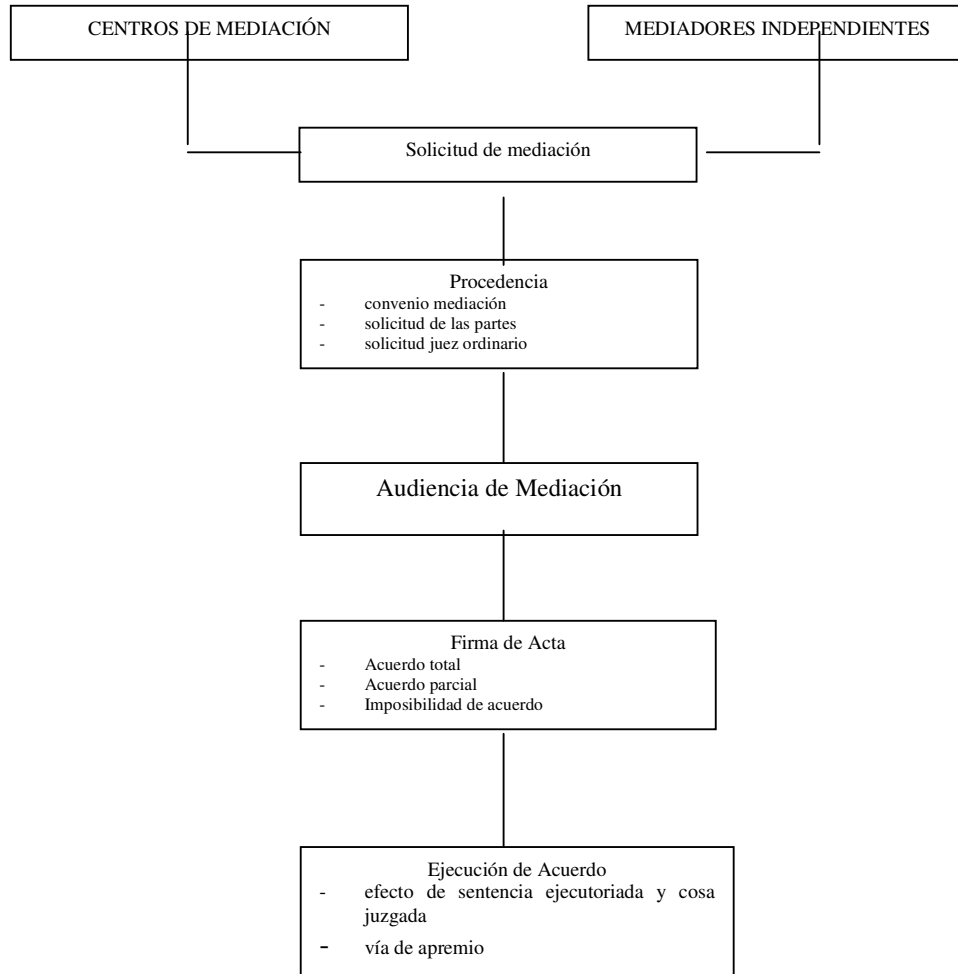 CENTROS DE MEDIACIÓN
MEDIADORES INDEPENDIENTES
Solicitud de mediación
Procedencia
- convenio mediación
- solicitud de las partes
- solicitud juez ordinario
Audiencia de Mediación
Firma de Acta
- Acuerdo total
- Acuerdo parcial
- Imposibilidad de acuerdo
Ejecución de Acuerdo
- efecto de sentencia ejecutoriada y cosa
juzgada
- vía de apremio